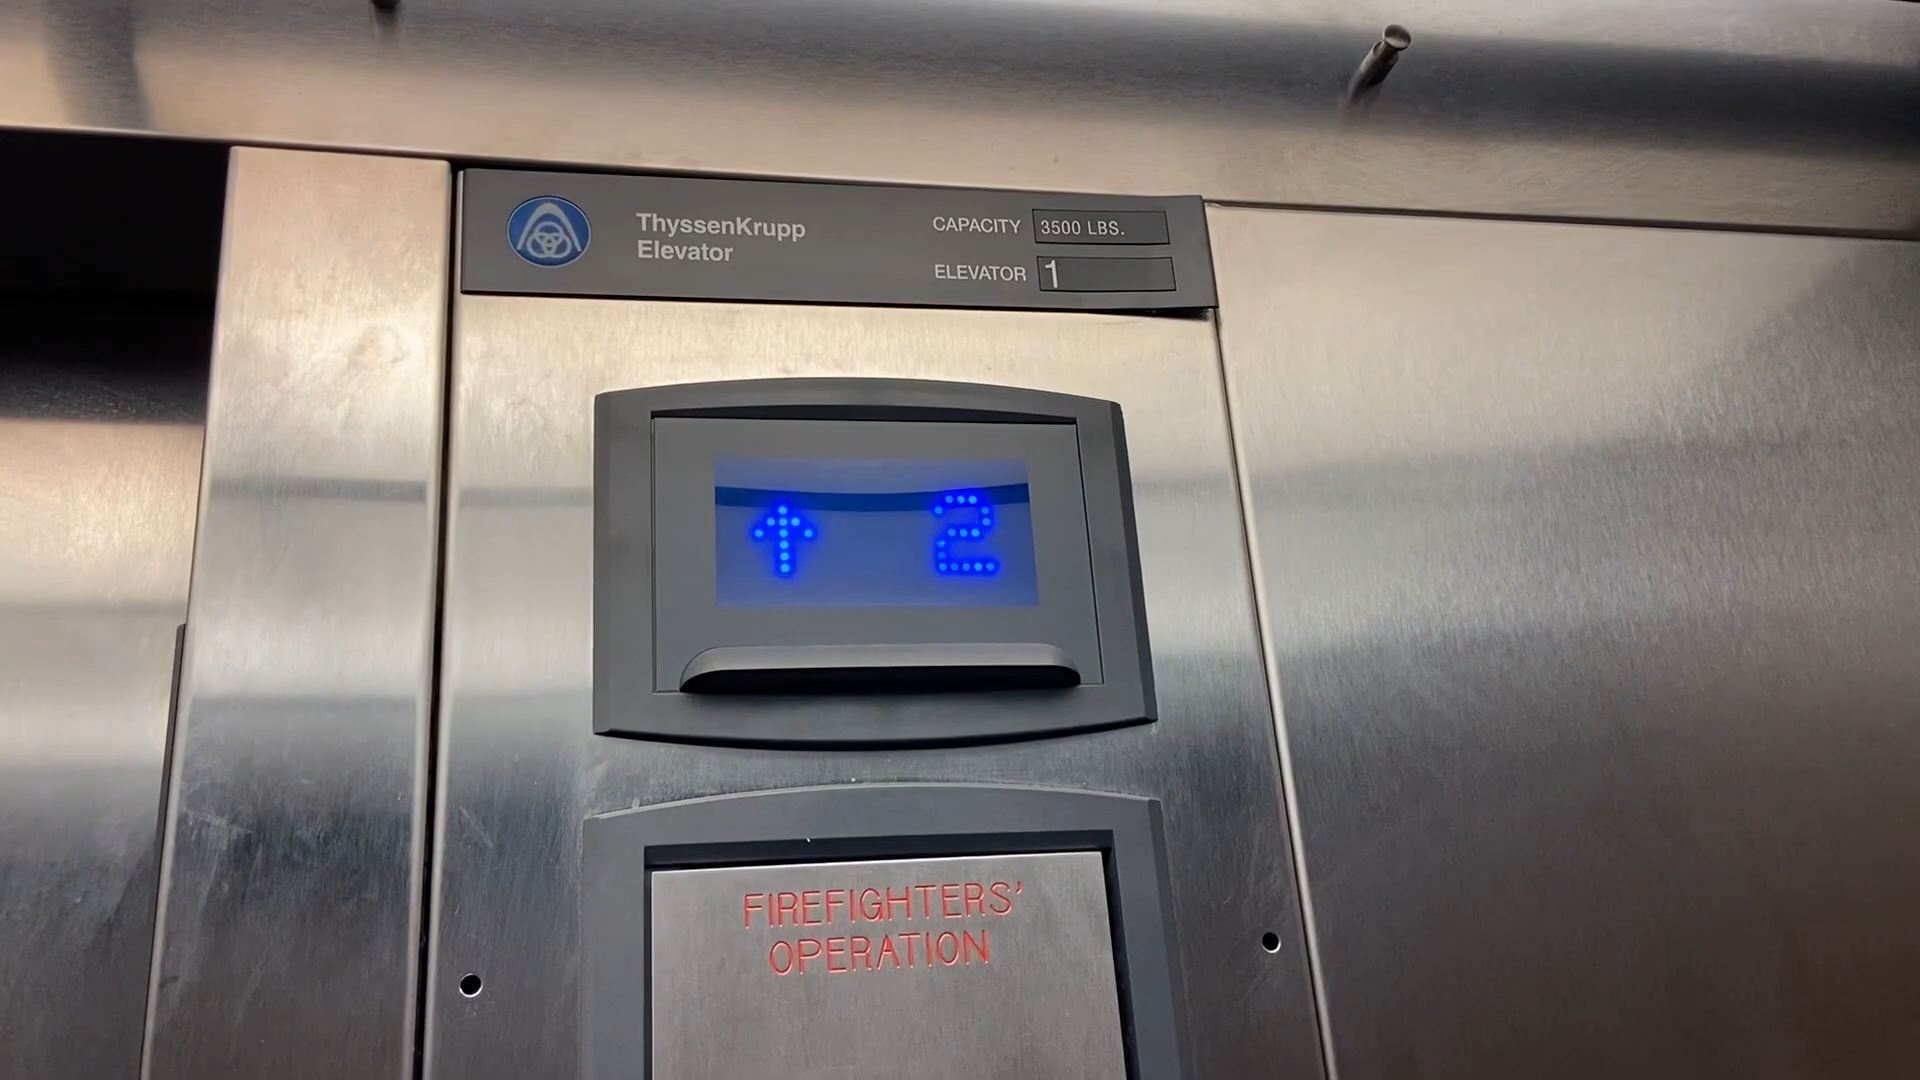 ThyssenKrupp
Elevator
CAPACITY 3500 LBS.
ELEVATOR 1
↑ 2
FIREFIGHTERS'
OPERATION